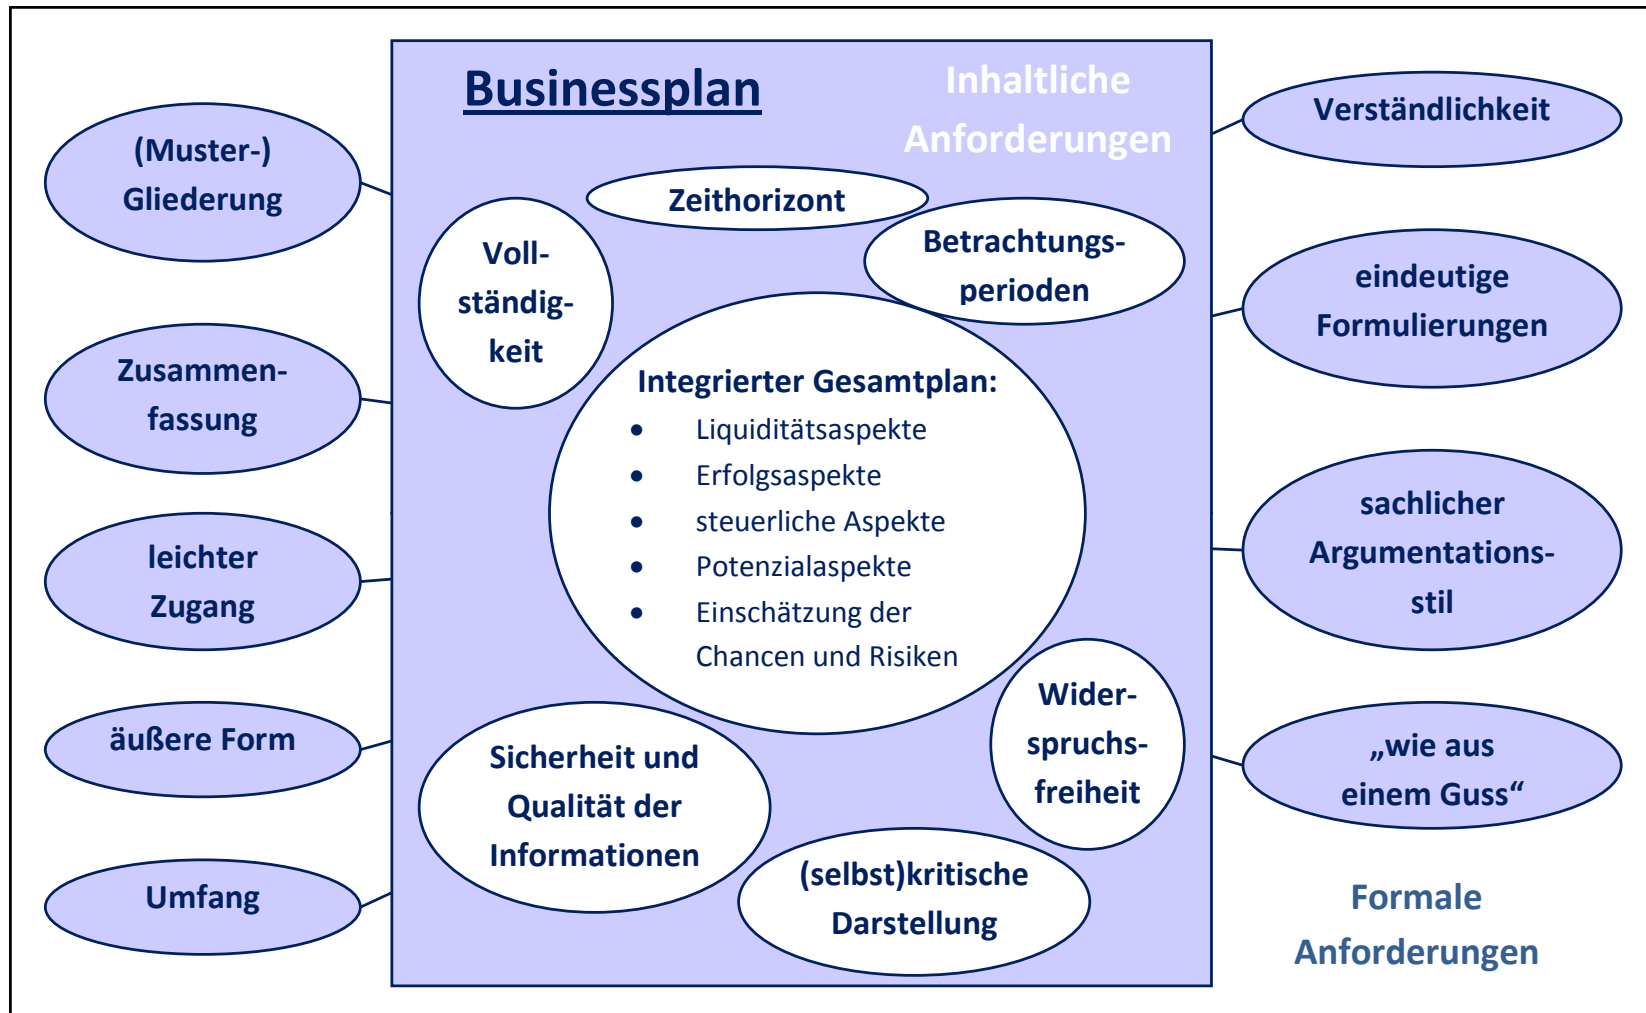 Businessplan
Inhaltliche
Anforderungen
(Muster-)
Gliederung
Zusammen-
fassung
leichter
Zugang
äußere Form
Umfang
Zeithorizont
Betrachtungs-
perioden
Voll-
ständig-
keit
Integrierter Gesamtplan:
• Liquiditätsaspekte
• Erfolgsaspekte
• steuerliche Aspekte
• Potenzialaspekte
• Einschätzung der
Chancen und Risiken
Wider-
spruchs-
freiheit
Sicherheit und
Qualität der
Informationen
(selbst)kritische
Darstellung
Verständlichkeit
eindeutige
Formulierungen
sachlicher
Argumentations-
stil
„wie aus
einem Guss“
Formale
Anforderungen